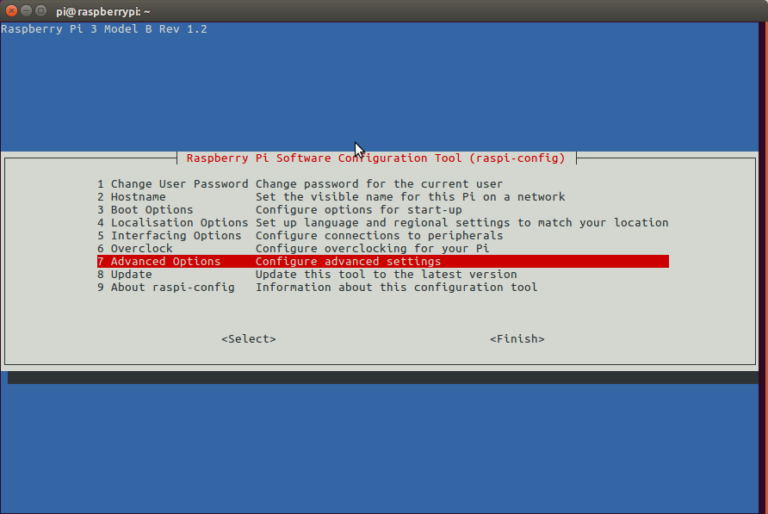 pi@raspberrypi: ~
Raspberry Pi 3 Model B Rev 1.2
Raspberry Pi Software Configuration Tool (raspi-config)
1 Change User Password Change password for the current user
2 Hostname Set the visible name for this Pi on a network
3 Boot Options Configure options for start-up
4 Localisation Options Set up language and regional settings to match your location
5 Interfacing Options Configure connections to peripherals
6 Overclock Configure overclocking for your Pi
7 Advanced Options Configure advanced settings
8 Update Update this tool to the latest version
9 About raspi-config Information about this configuration tool
<Select> <Finish>